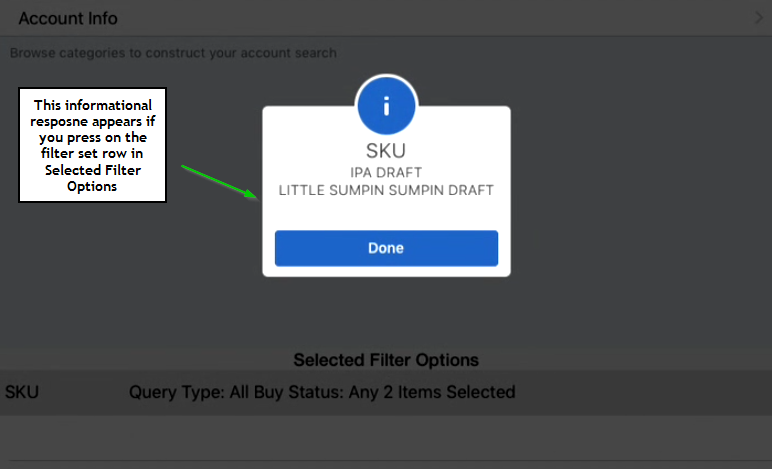 Account Info
Browse categories to construct your account search
This informational
resposne appears if
you press on the
filter set row in
Selected Filter
Options
i
SKU
IPA DRAFT
LITTLE SUMPIN SUMPIN DRAFT
Done
Selected Filter Options
SKU Query Type: All Buy Status: Any 2 Items Selected